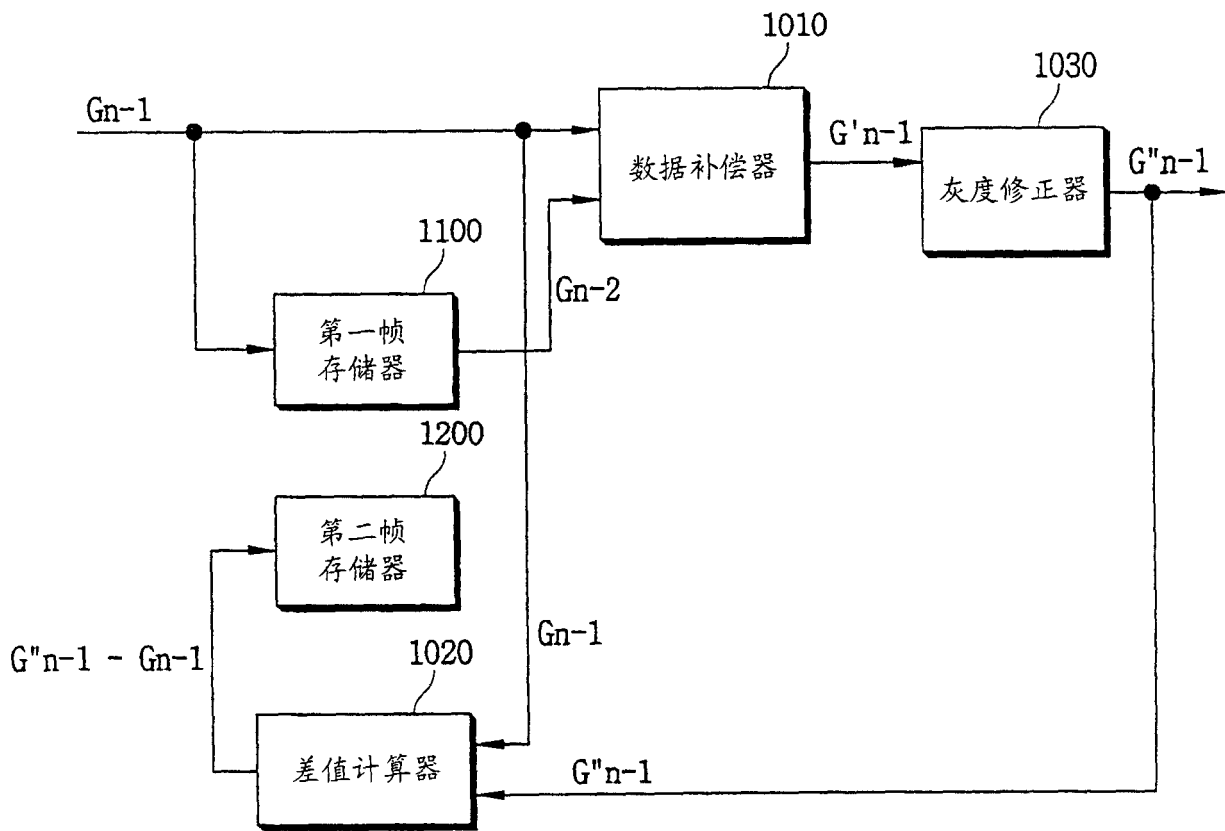 1010
1030
Gn-1
G'n-1
G"n-1
数据补偿器
灰度修正器
1100
Gn-2
第一帧
存储器
1200
第二帧
存储器
Gn-1
G"n-1 - Gn-1
1020
差值计算器
G"n-1